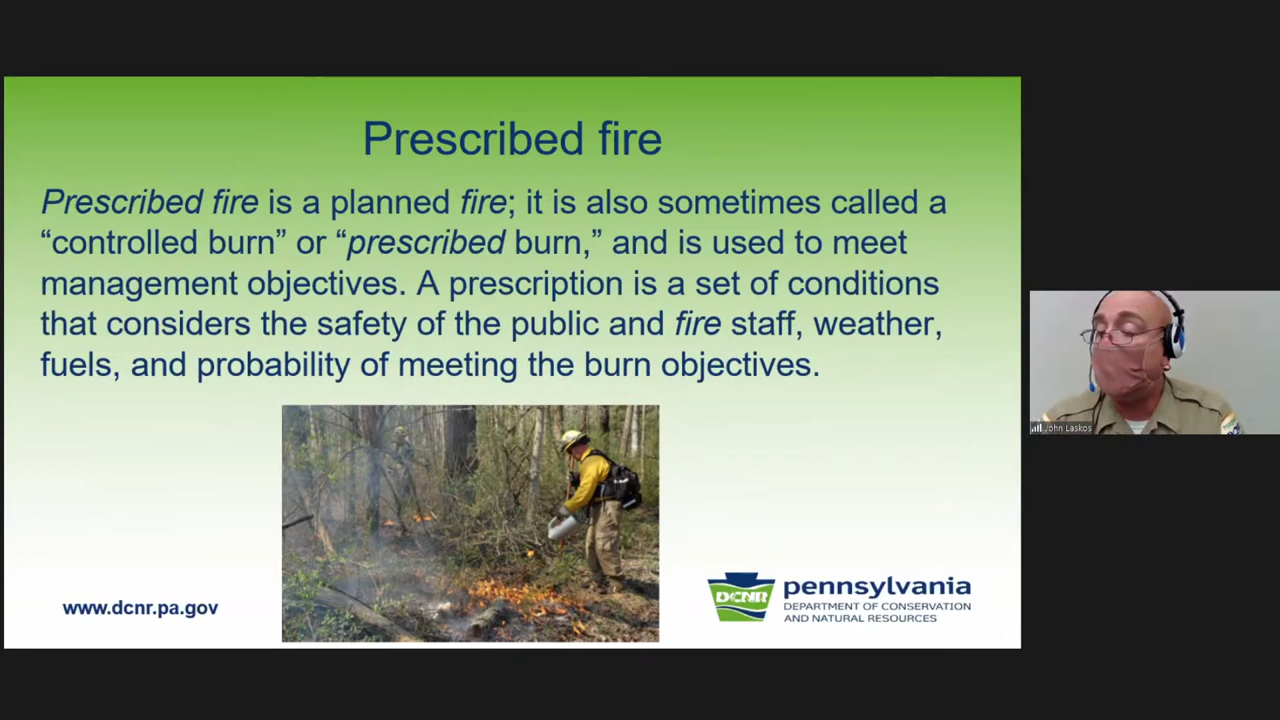 Prescribed fire
Prescribed fire is a planned fire; it is also sometimes called a
“controlled burn” or “prescribed burn,” and is used to meet
management objectives. A prescription is a set of conditions
that considers the safety of the public and fire staff, weather,
fuels, and probability of meeting the burn objectives.
John Laskos
www.dcnr.pa.gov
DCNR
pennsylvania
DEPARTMENT OF CONSERVATION
AND NATURAL RESOURCES